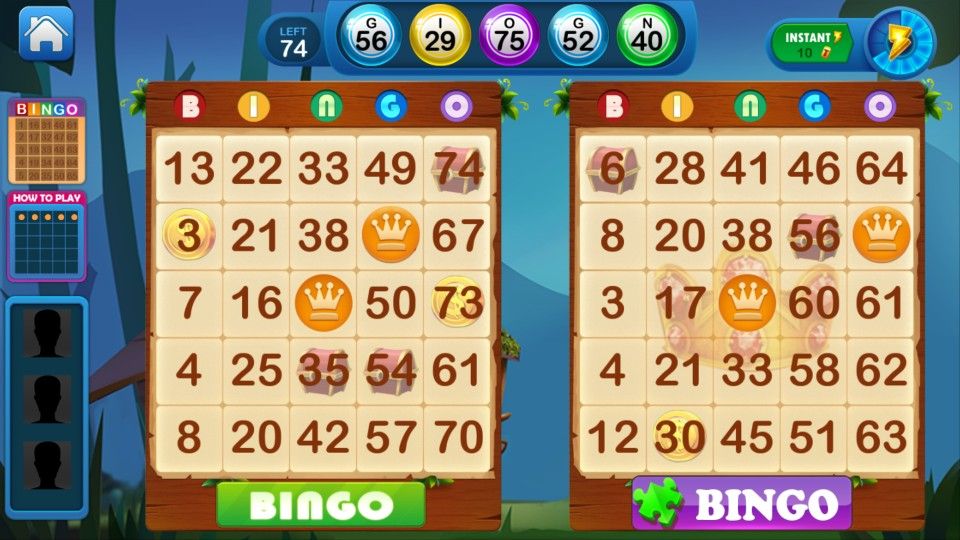 LEFT
74
G I O G N
56 29 75 52 40
INSTANT
10
BINGO
HOW TO PLAY
B I N G O
13 22 33 49 74
3 21 38 67
7 16 50 73
4 25 35 54 61
8 20 42 57 70
BINGO
B I N G O
6 28 41 46 64
8 20 38 56
3 17 60 61
4 21 33 58 62
12 30 45 51 63
BINGO